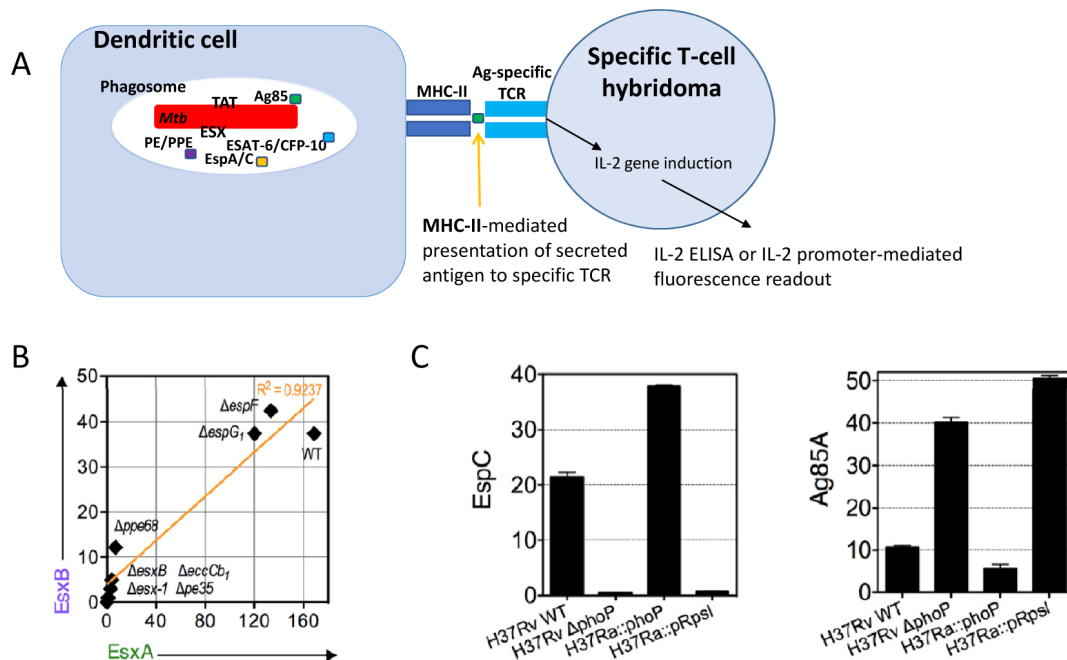 A
Dendritic cell
Phagosome
TAT
Ag85
Mtb
ESX
PE/PPE
ESAT-6/CFP-10
EspA/C
MHC-II
Ag-specific
TCR
Specific T-cell
hybridoma
IL-2 gene induction
MHC-II-mediated
presentation of secreted
antigen to specific TCR
IL-2 ELISA or IL-2 promoter-mediated
fluorescence readout
B
50
40
30
20
10
0
EsxB
R² = 0.9237
ΔespF
ΔespG₁
WT
Δppe68
ΔesxB ΔeccCb₁
Δesx-1 Δpe35
0 40 80 120 160
EsxA
C
40
30
20
10
0
EspC
H37Rv WT
H37Rv ΔphoP
H37Ra::phoP
H37Ra::pRpsl
50
40
30
20
10
0
Ag85A
H37Rv WT
H37Rv ΔphoP
H37Ra::phoP
H37Ra::pRpsl